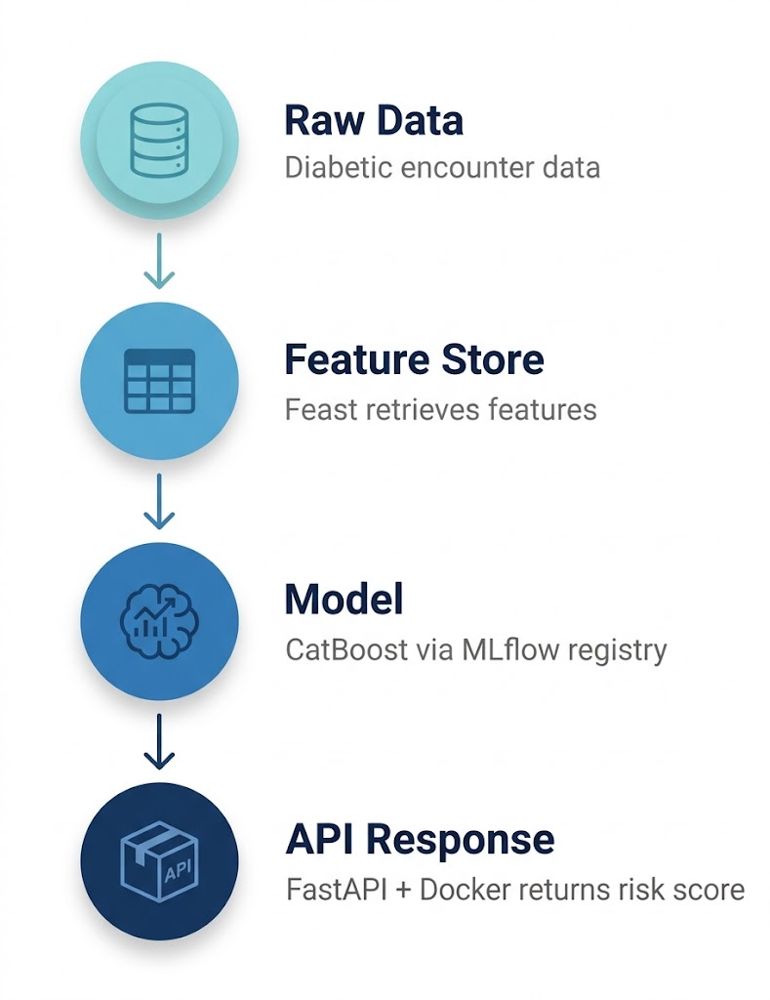 Raw Data
Diabetic encounter data
Feature Store
Feast retrieves features
Model
CatBoost via MLflow registry
API Response
API
FastAPI + Docker returns risk score